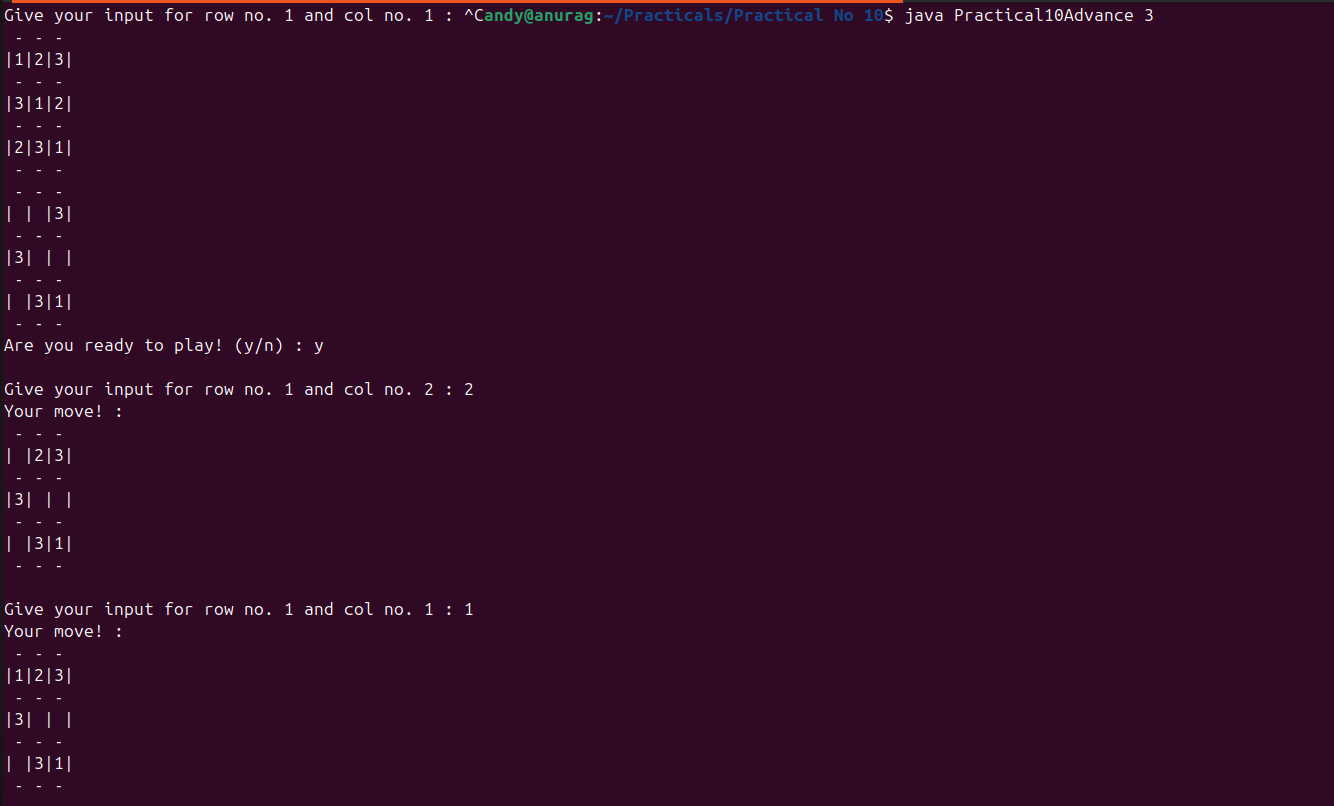 Give your input for row no. 1 and col no. 1 : ^Candy@anurag:~/Practicals/Practical No 10$ java Practical10Advance 3
 - - -
|1|2|3|
 - - -
|3|1|2|
 - - -
|2|3|1|
 - - -
 - - -
| | |3|
 - - -
|3| | |
 - - -
| |3|1|
 - - -
Are you ready to play! (y/n) : y

Give your input for row no. 1 and col no. 2 : 2
Your move! :
 - - -
| |2|3|
 - - -
|3| | |
 - - -
| |3|1|
 - - -

Give your input for row no. 1 and col no. 1 : 1
Your move! :
 - - -
|1|2|3|
 - - -
|3| | |
 - - -
| |3|1|
 - - -